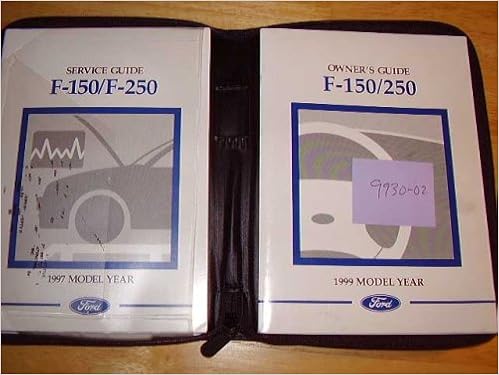 SERVICE GUIDE
F-150/F-250
1997 MODEL YEAR
Ford
OWNER'S GUIDE
F-150/250
9930-02
1999 MODEL YEAR
Ford